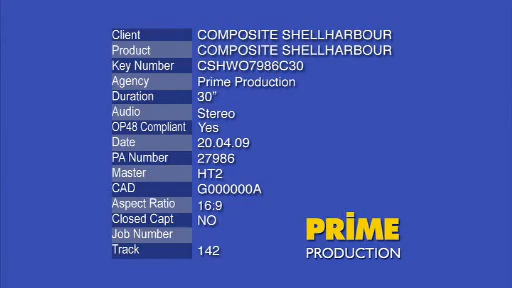 Client COMPOSITE SHELLHARBOUR
Product COMPOSITE SHELLHARBOUR
Key Number CSHWO7986C30
Agency Prime Production
Duration 30"
Audio Stereo
OP48 Compliant Yes
Date 20.04.09
PA Number 27986
Master HT2
CAD G000000A
Aspect Ratio 16:9
Closed Capt NO
Job Number
Track 142
PRiME
PRODUCTION